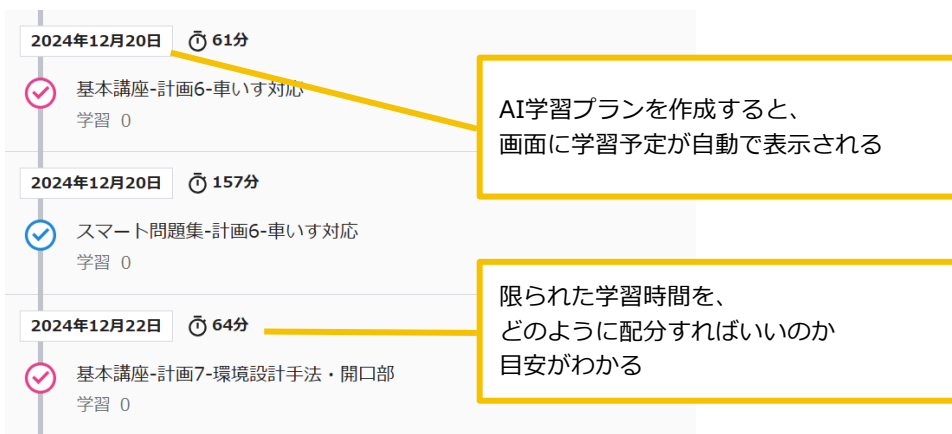 2024年12月20日 61分
基本講座-計画6-車いす対応
学習 0
AI学習プランを作成すると、
画面に学習予定が自動で表示される
2024年12月20日 157分
スマート問題集-計画6-車いす対応
学習 0
2024年12月22日 64分
基本講座-計画7-環境設計手法・開口部
学習 0
限られた学習時間を、
どのように配分すればいいのか
目安がわかる